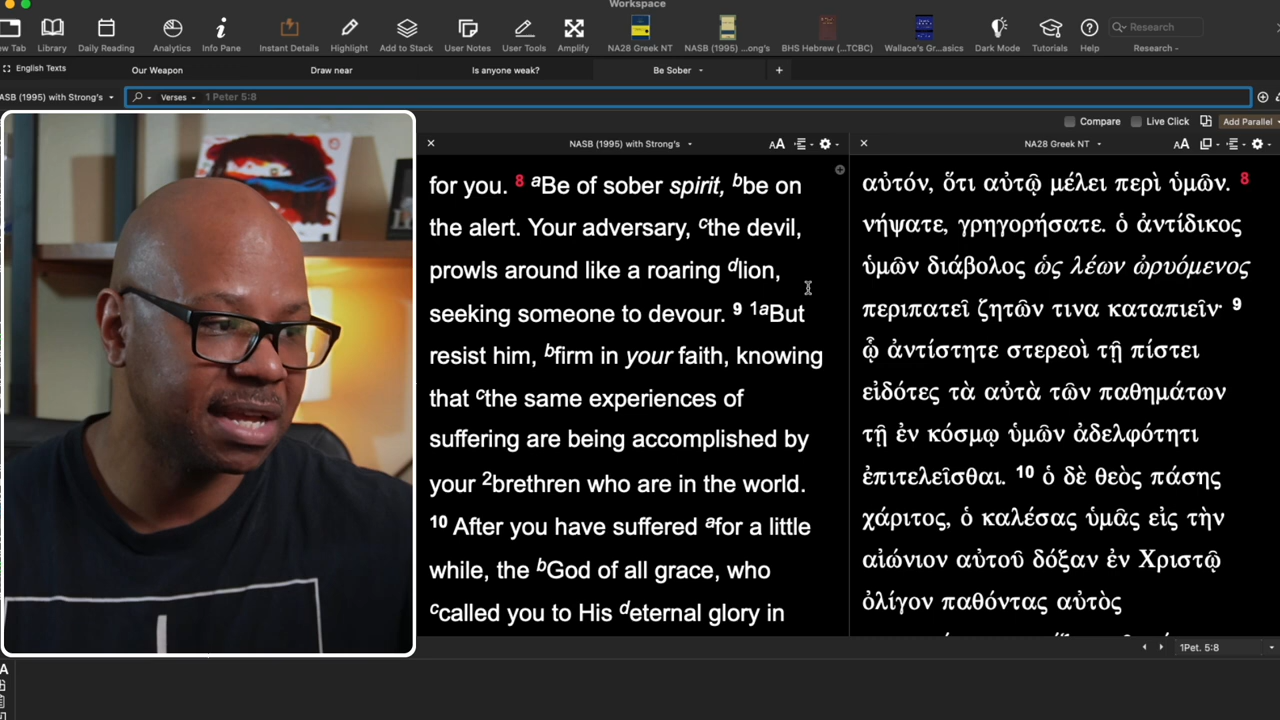 Workspace
ew Tab
Library
Daily Reading
Analytics
Info Pane
Instant Details
Highlight
Add to Stack
User Notes
User Tools
Amplify
NA28 Greek NT
NASB (1995) ...ong's
BHS Hebrew (...TCBC)
Wallace's Gr...asics
Dark Mode
Tutorials
Help
Research
Research
English Texts
Our Weapon
Draw near
Is anyone weak?
Be Sober
+
ASB (1995) with Strong's
Verses
1 Peter 5:8
Compare
Live Click
Add Parallel
NASB (1995) with Strong's
AA
for you. 8 aBe of sober spirit, bbe on
the alert. Your adversary, cthe devil,
prowls around like a roaring dlion,
seeking someone to devour. 9 1aBut
resist him, bfirm in your faith, knowing
that cthe same experiences of
suffering are being accomplished by
your 2brethren who are in the world.
10 After you have suffered afor a little
while, the bGod of all grace, who
ccalled you to His deternal glory in
NA28 Greek NT
AA
αὐτόν, ὅτι αὐτῷ μέλει περὶ ὑμῶν. 8
νήψατε, γρηγορήσατε. ὁ ἀντίδικος
ὑμῶν διάβολος ὡς λέων ὠρυόμενος
περιπατεῖ ζητῶν τινα καταπιεῖν· 9
ᾧ ἀντίστητε στερεοὶ τῇ πίστει
εἰδότες τὰ αὐτὰ τῶν παθημάτων
τῇ ἐν κόσμῳ ὑμῶν ἀδελφότητι
ἐπιτελεῖσθαι. 10 ὁ δὲ θεὸς πάσης
χάριτος, ὁ καλέσας ὑμᾶς εἰς τὴν
αἰώνιον αὐτοῦ δόξαν ἐν Χριστῷ
ὀλίγον παθόντας αὐτὸς
1Pet. 5:8
A